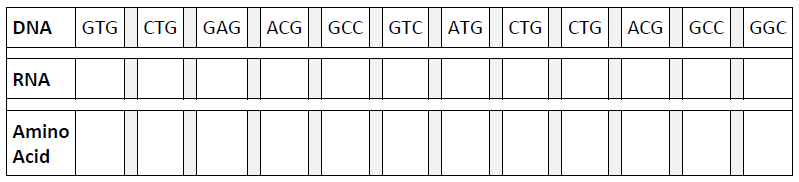 DNA GTG CTG GAG ACG GCC GTC ATG CTG CTG ACG GCC GGC
RNA
Amino
Acid